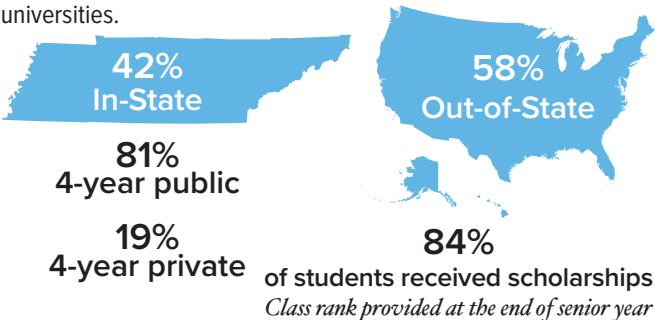 universities.
42%
In-State
81%
4-year public
19%
4-year private
58%
Out-of-State
84%
of students received scholarships
Class rank provided at the end of senior year